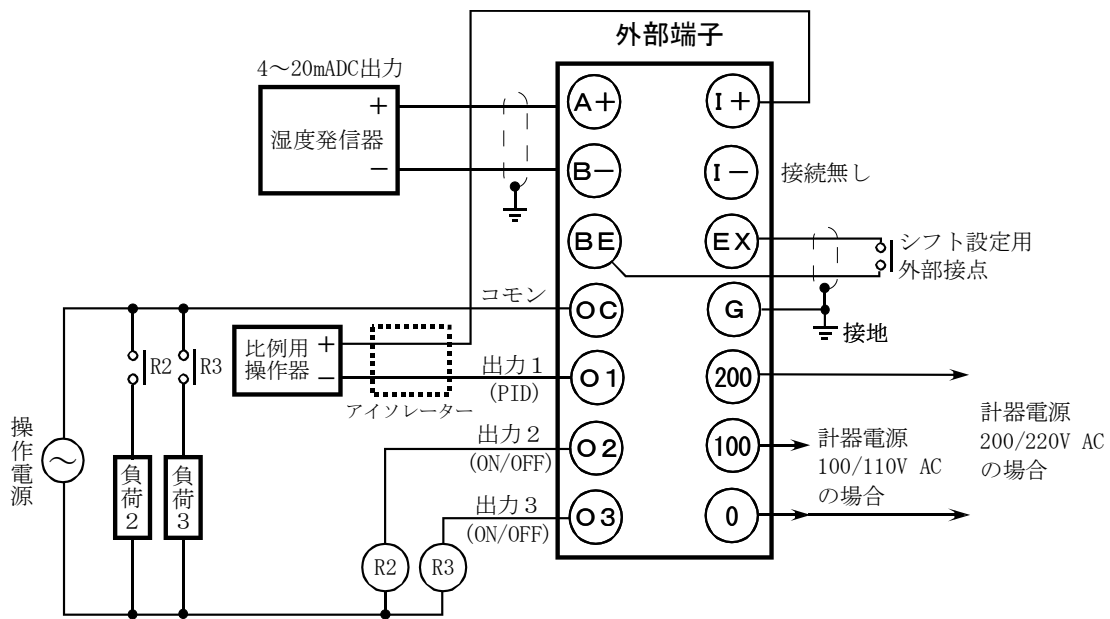 外部端子
4～20mADC出力
湿度発信器
+
－
A+
B－
BE
OC
O1
O2
O3
I+
I－
EX
G
200
100
0
接続無し
シフト設定用
外部接点
接地
コモン
比例用
操作器
+
－
アイソレーター
出力1
(PID)
出力2
(ON/OFF)
出力3
(ON/OFF)
R2
R3
操作電源
～
負荷2
負荷3
R2
R3
計器電源
100/110V AC
の場合
計器電源
200/220V AC
の場合